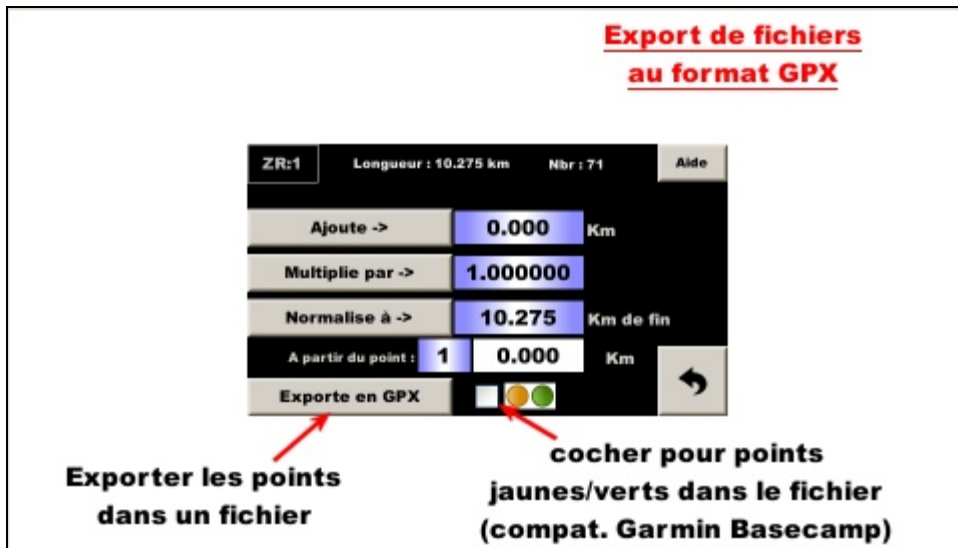 Export de fichiers
au format GPX
ZR:1 Longueur : 10.275 km Nbr : 71 Aide
Ajoute -> 0.000 Km
Multiplie par -> 1.000000
Normalise à -> 10.275 Km de fin
A partir du point : 1 0.000 Km
Exporte en GPX
Exporter les points
dans un fichier
cocher pour points
jaunes/verts dans le fichier
(compat. Garmin Basecamp)